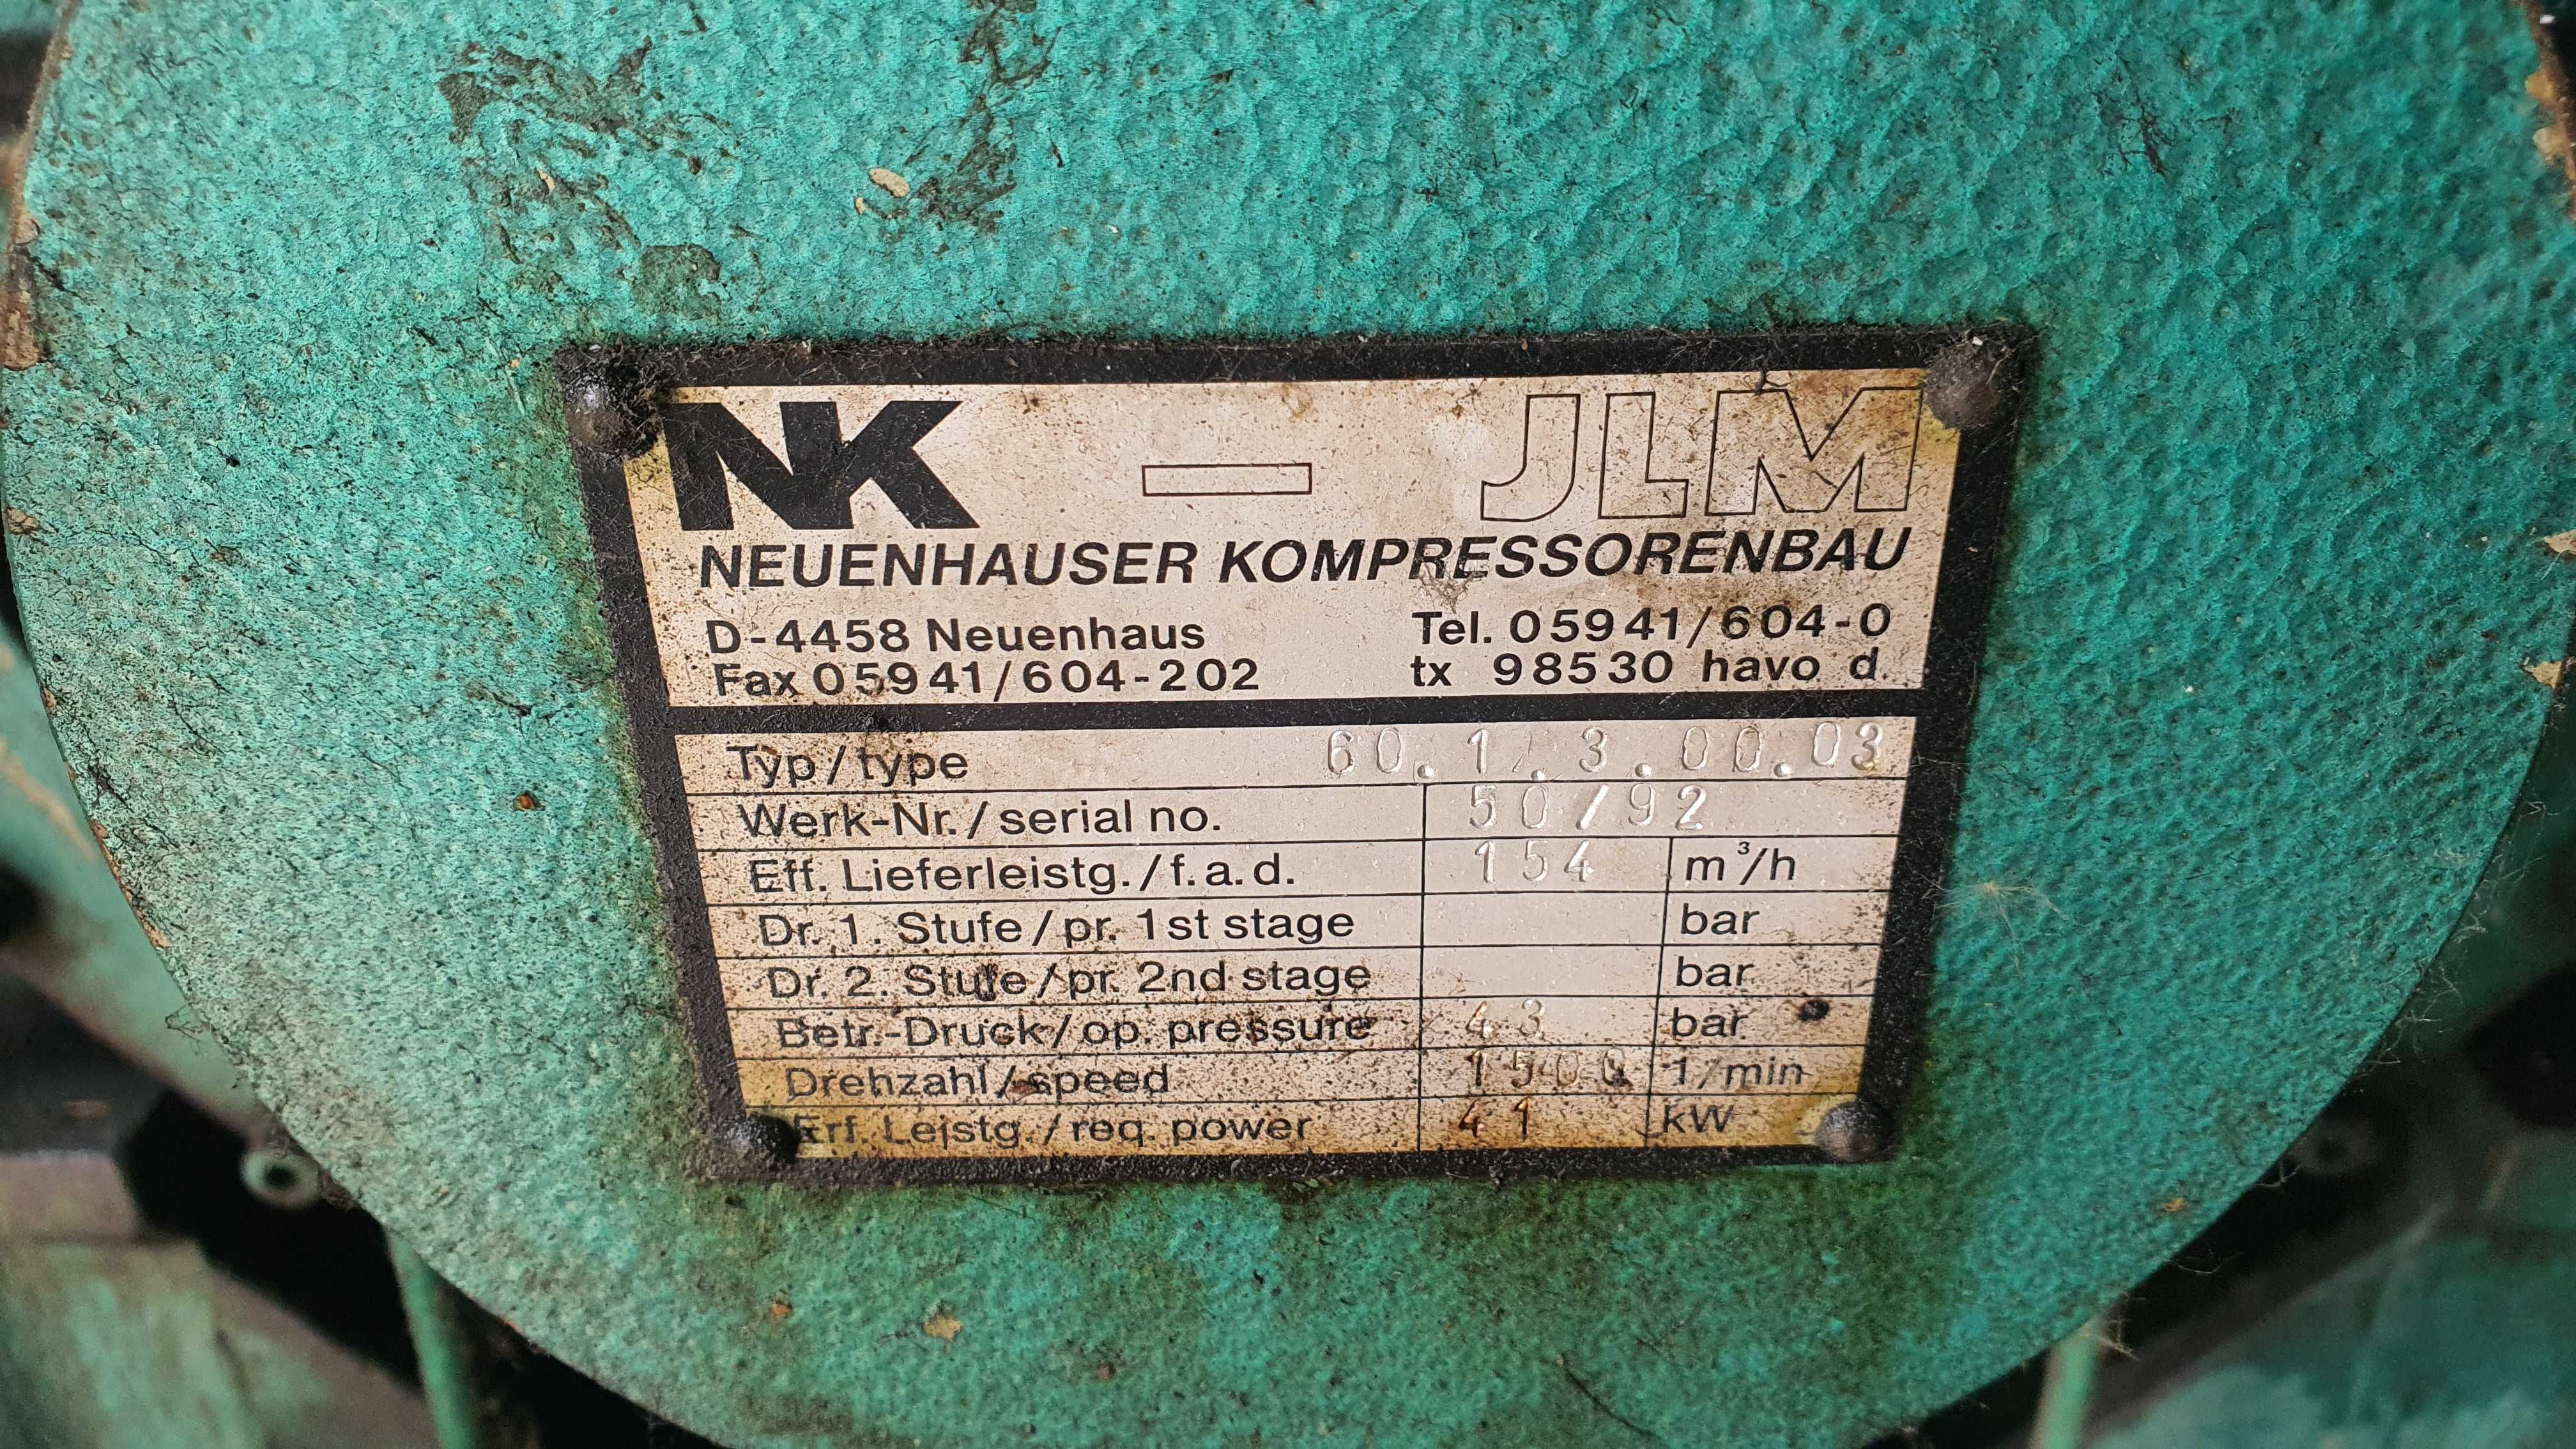 NK — JLM
NEUENHAUSER KOMPRESSORENBAU
D-4458 Neuenhaus Tel. 05941/604-0
Fax 05941/604-202 tx 98530 havo d.
Typ/type 60.1.3.00.03
Werk-Nr./serial no. 50/92
Eff. Lieferleistg./f.a.d. 154 m³/h
Dr. 1. Stufe/pr. 1st stage bar
Dr. 2. Stufe/pr. 2nd stage bar
Betr.-Druck/op. pressure 43 bar
Drehzahl/speed 1500 1/min
Erf. Leistg./req. power 41 kW